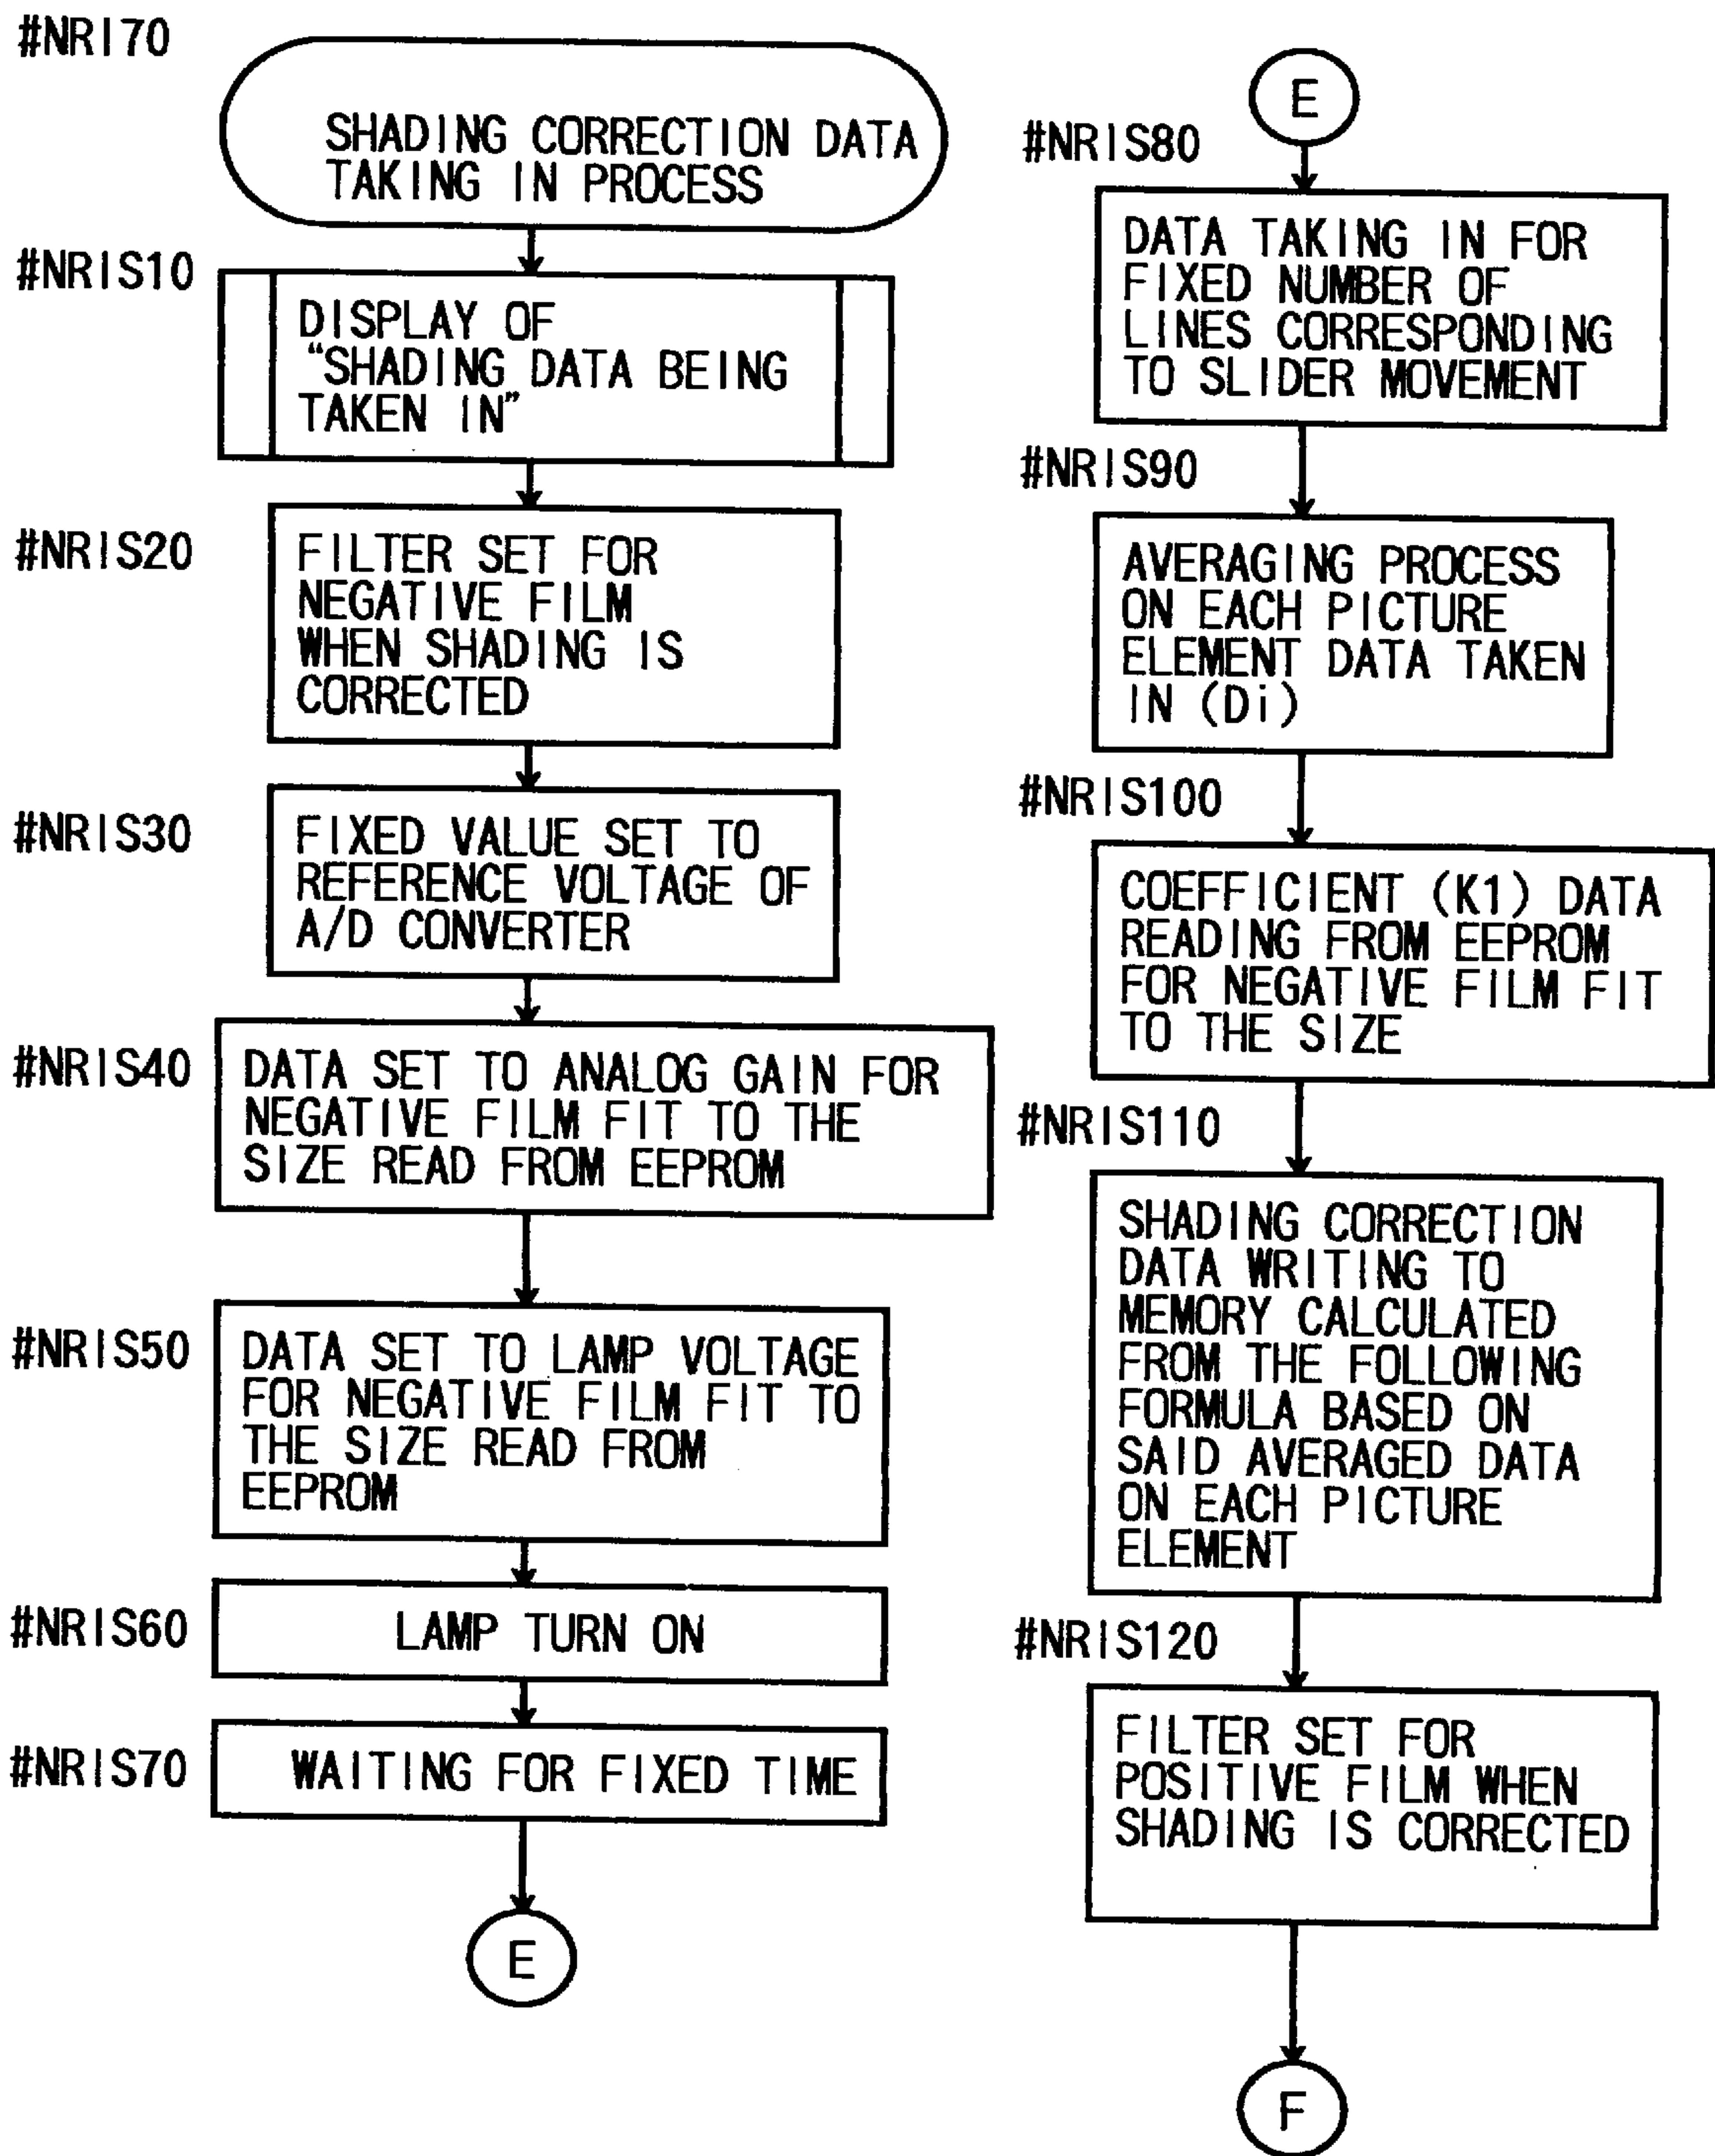 #NRI70
SHADING CORRECTION DATA
TAKING IN PROCESS
#NRIS10
DISPLAY OF
“SHADING DATA BEING
TAKEN IN”
#NRIS20
FILTER SET FOR
NEGATIVE FILM
WHEN SHADING IS
CORRECTED
#NRIS30
FIXED VALUE SET TO
REFERENCE VOLTAGE OF
A/D CONVERTER
#NRIS40
DATA SET TO ANALOG GAIN FOR
NEGATIVE FILM FIT TO THE
SIZE READ FROM EEPROM
#NRIS50
DATA SET TO LAMP VOLTAGE
FOR NEGATIVE FILM FIT TO
THE SIZE READ FROM
EEPROM
#NRIS60
LAMP TURN ON
#NRIS70
WAITING FOR FIXED TIME
E
E
#NRIS80
DATA TAKING IN FOR
FIXED NUMBER OF
LINES CORRESPONDING
TO SLIDER MOVEMENT
#NRIS90
AVERAGING PROCESS
ON EACH PICTURE
ELEMENT DATA TAKEN
IN (Di)
#NRIS100
COEFFICIENT (K1) DATA
READING FROM EEPROM
FOR NEGATIVE FILM FIT
TO THE SIZE
#NRIS110
SHADING CORRECTION
DATA WRITING TO
MEMORY CALCULATED
FROM THE FOLLOWING
FORMULA BASED ON
SAID AVERAGED DATA
ON EACH PICTURE
ELEMENT
#NRIS120
FILTER SET FOR
POSITIVE FILM WHEN
SHADING IS CORRECTED
F